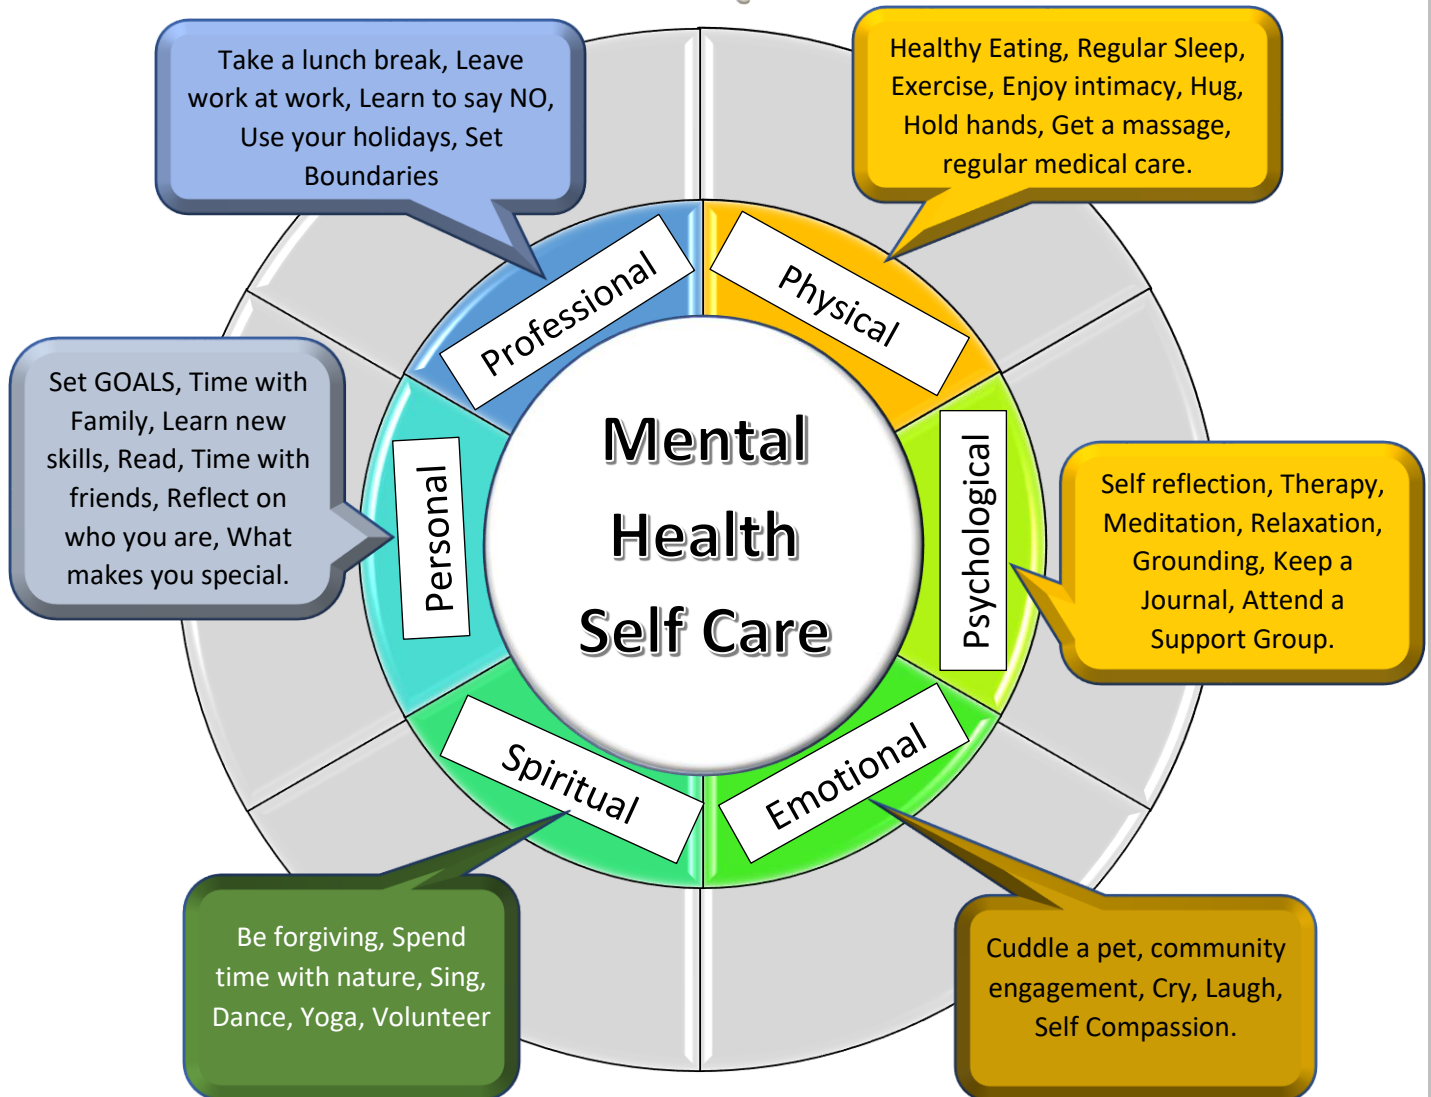 Take a lunch break, Leave
work at work, Learn to say NO,
Use your holidays, Set
Boundaries
Healthy Eating, Regular Sleep,
Exercise, Enjoy intimacy, Hug,
Hold hands, Get a massage,
regular medical care.
Professional
Physical
Set GOALS, Time with
Family, Learn new
skills, Read, Time with
friends, Reflect on
who you are, What
makes you special.
Personal
Mental
Health
Self Care
Psychological
Self reflection, Therapy,
Meditation, Relaxation,
Grounding, Keep a
Journal, Attend a
Support Group.
Spiritual
Emotional
Be forgiving, Spend
time with nature, Sing,
Dance, Yoga, Volunteer
Cuddle a pet, community
engagement, Cry, Laugh,
Self Compassion.